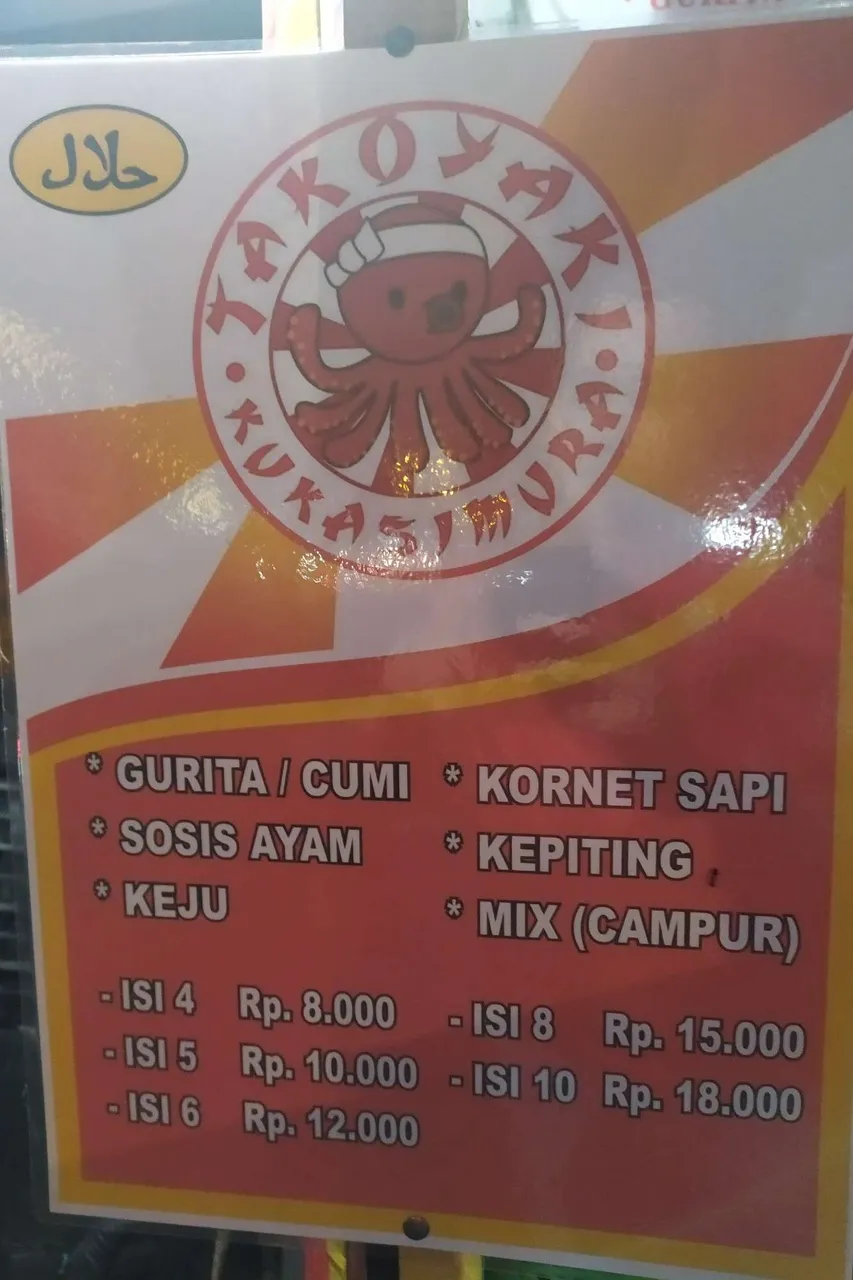 حلال
TAKOYAKI
KUKASIMURA
* GURITA / CUMI
* SOSIS AYAM
* KEJU
* KORNET SAPI
* KEPITING
* MIX (CAMPUR)
- ISI 4 Rp. 8.000
- ISI 5 Rp. 10.000
- ISI 6 Rp. 12.000
- ISI 8 Rp. 15.000
- ISI 10 Rp. 18.000